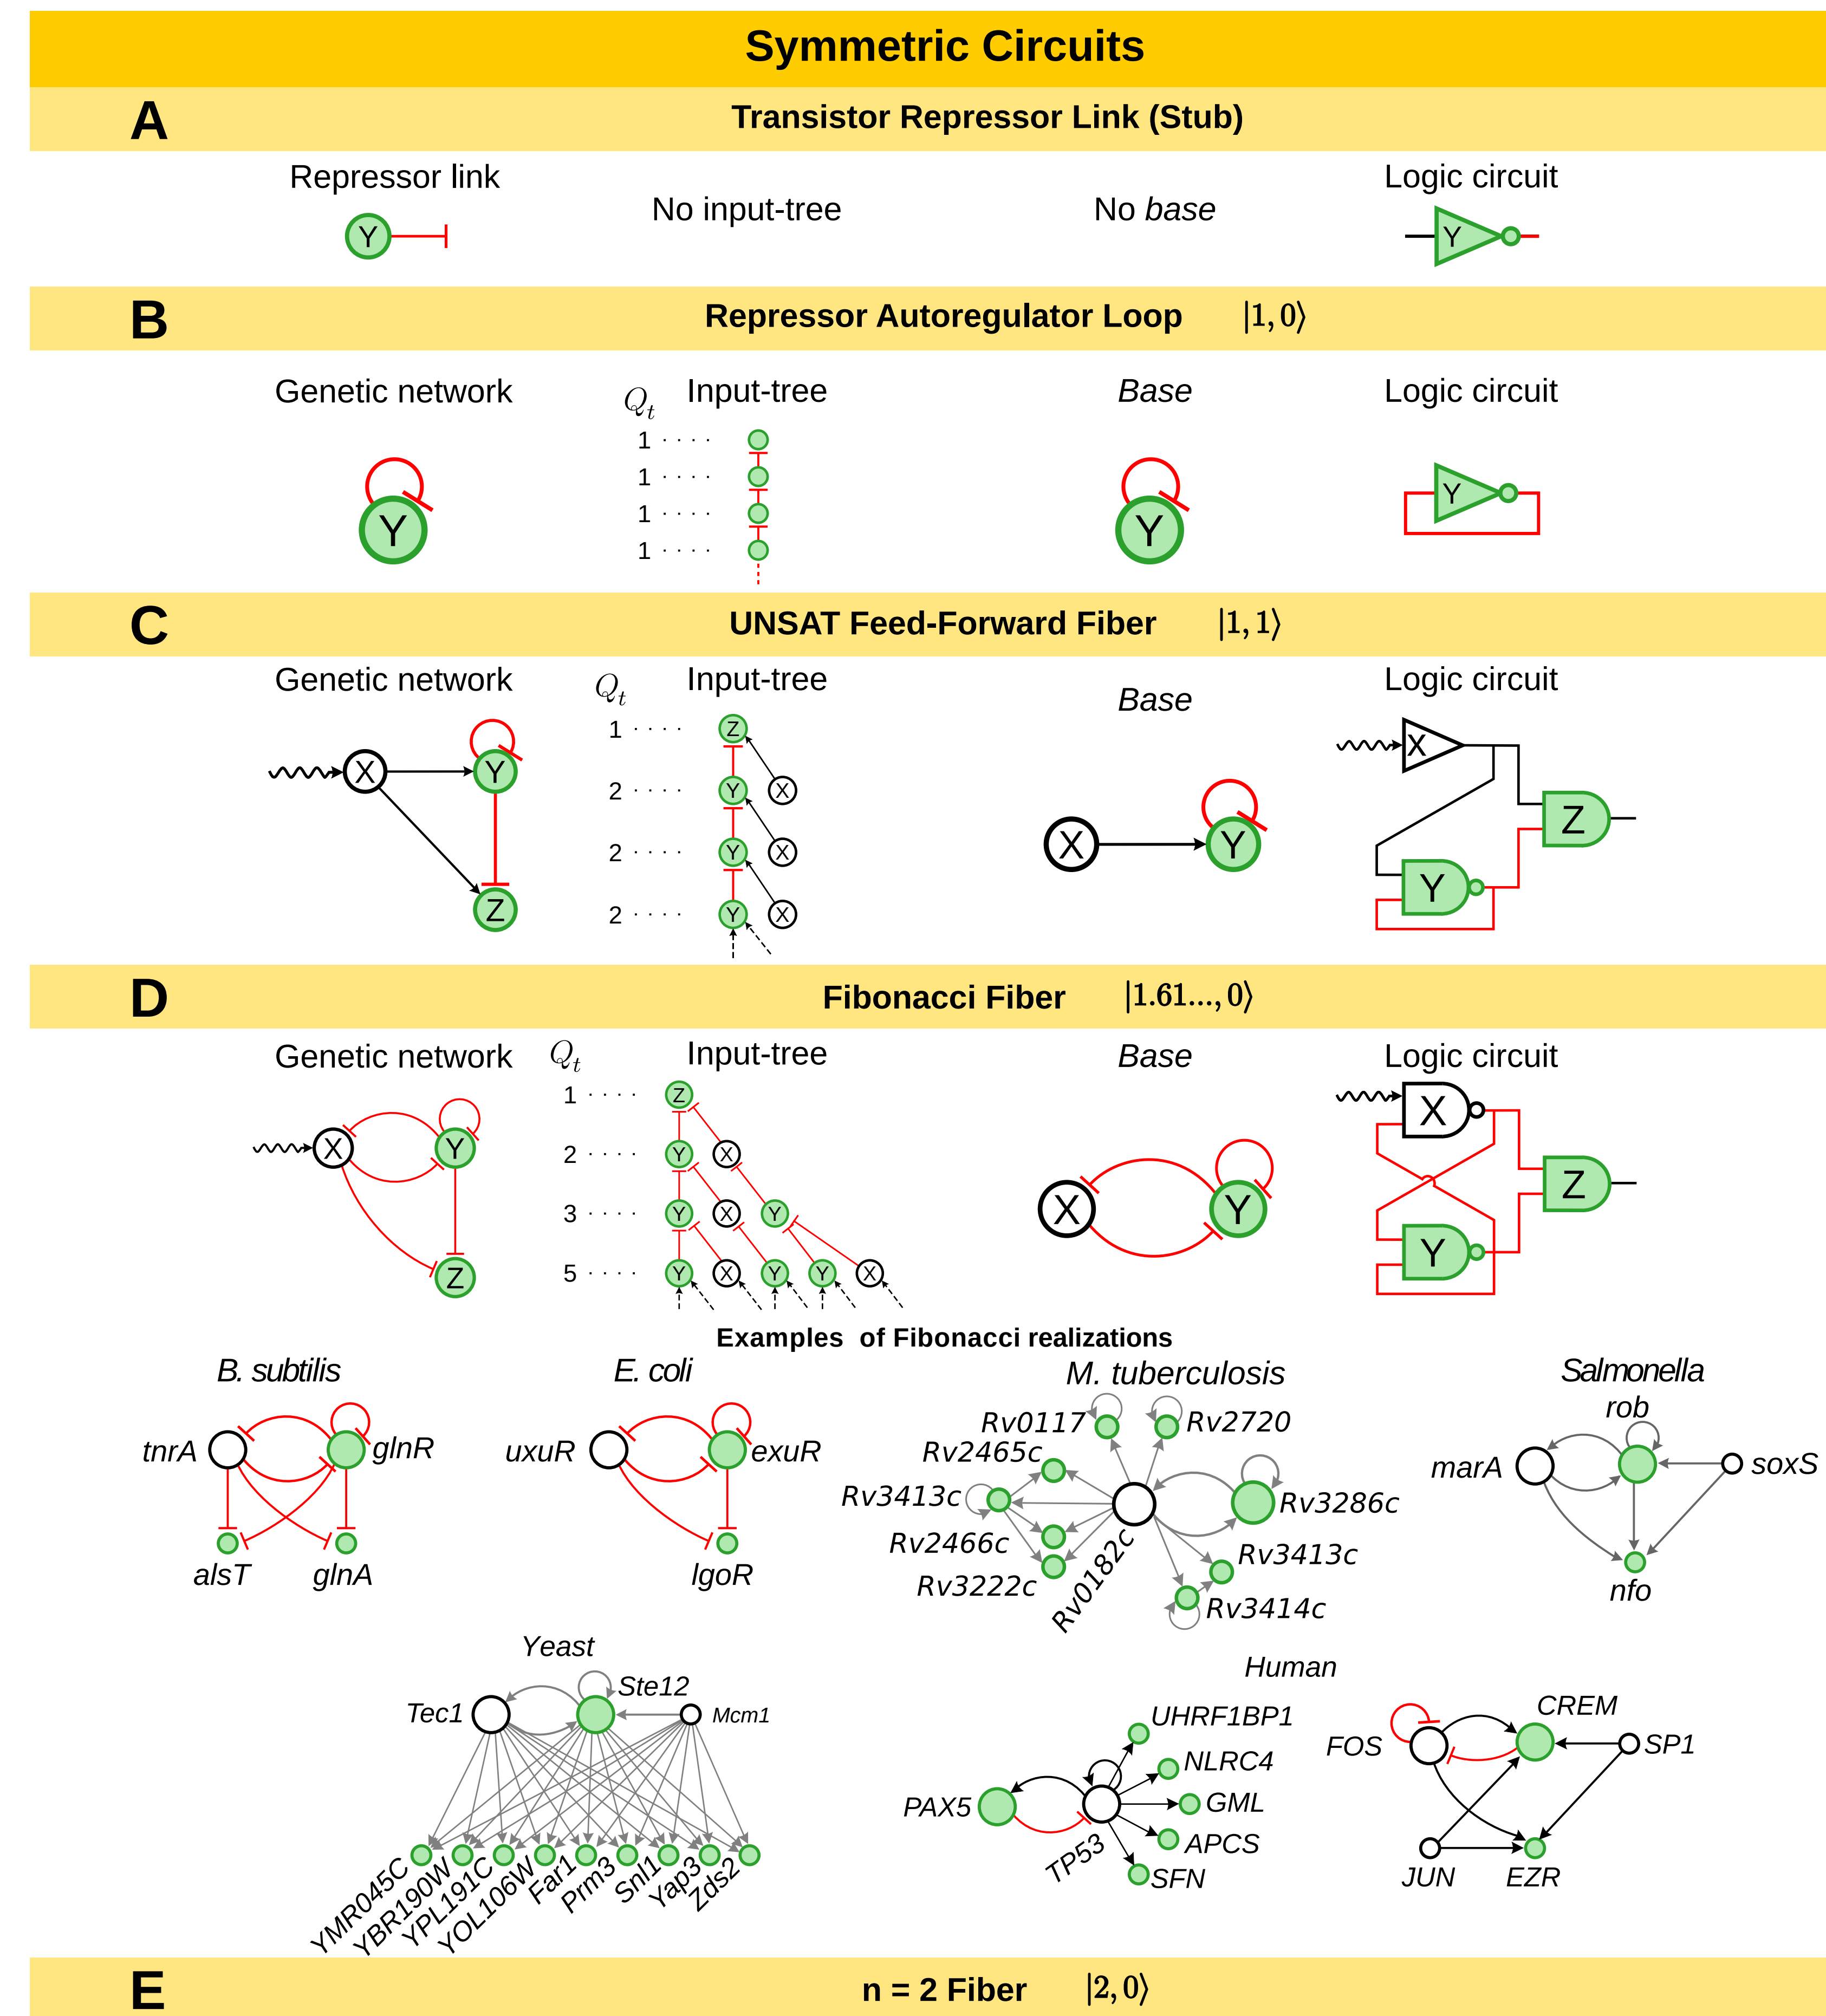 Symmetric Circuits
A Transistor Repressor Link (Stub)
Repressor link No input-tree No base Logic circuit
Y Y
B Repressor Autoregulator Loop |1, 0⟩
Genetic network Qt Input-tree Base Logic circuit
1 · · · ·
1 · · · ·
1 · · · ·
1 · · · ·
Y Y Y
C UNSAT Feed-Forward Fiber |1, 1⟩
Genetic network Qt Input-tree Base Logic circuit
X Y Z
1 · · · · Z
2 · · · · Y X
2 · · · · Y X
2 · · · · Y X
X Y
X Z Y
D Fibonacci Fiber |1.61..., 0⟩
Genetic network Qt Input-tree Base Logic circuit
X Y Z
1 · · · · Z
2 · · · · Y X
3 · · · · Y X Y
5 · · · · Y X Y Y X
X Y
X Z Y
Examples of Fibonacci realizations
B. subtilis
tnrA glnR
alsT glnA
E. coli
uxuR exuR
lgoR
M. tuberculosis
Rv0117 Rv2720
Rv2465c
Rv3413c Rv3286c
Rv2466c
Rv3413c
Rv3222c
Rv0182c
Rv3414c
Salmonella
rob
marA soxS
nfo
Yeast
Ste12
Tec1 Mcm1
YMR045C
YBR190W
YPL191C
YOL106W
Far1
Prm3
Snl1
Yap3
Zds2
Human
UHRF1BP1
NLRC4
PAX5 GML
APCS
TP53
SFN
CREM
FOS SP1
JUN EZR
E n = 2 Fiber |2, 0⟩